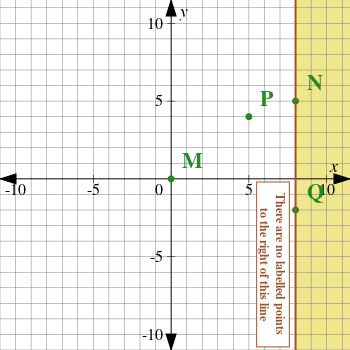 y
10
N
P
5
M
x
-10
-5
0
5
10
Q
There are no labelled points
to the right of this line
-5
-10